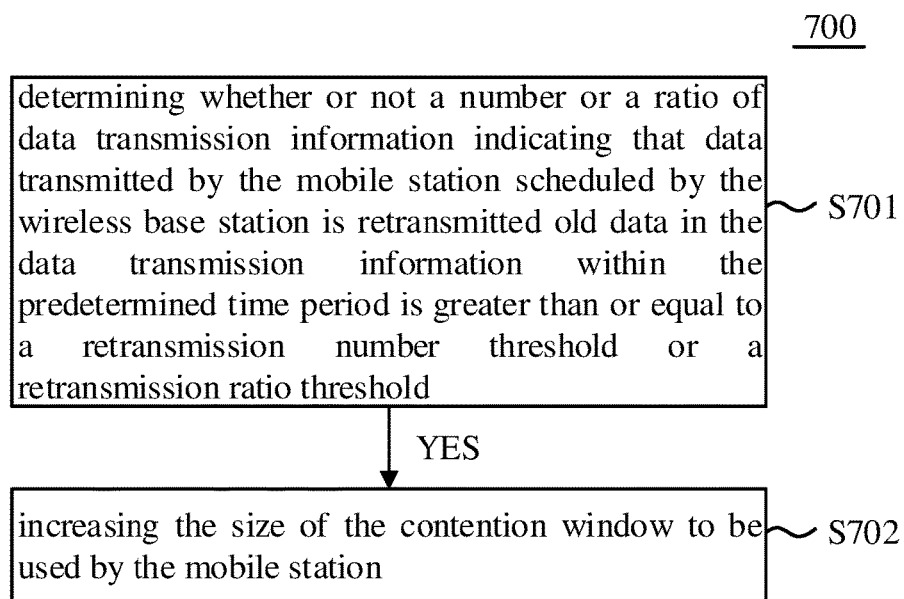 700
determining whether or not a number or a ratio of
data transmission information indicating that data
transmitted by the mobile station scheduled by the
wireless base station is retransmitted old data in the
data transmission information within the
predetermined time period is greater than or equal to
a retransmission number threshold or a
retransmission ratio threshold
S701
YES
increasing the size of the contention window to be
used by the mobile station
S702